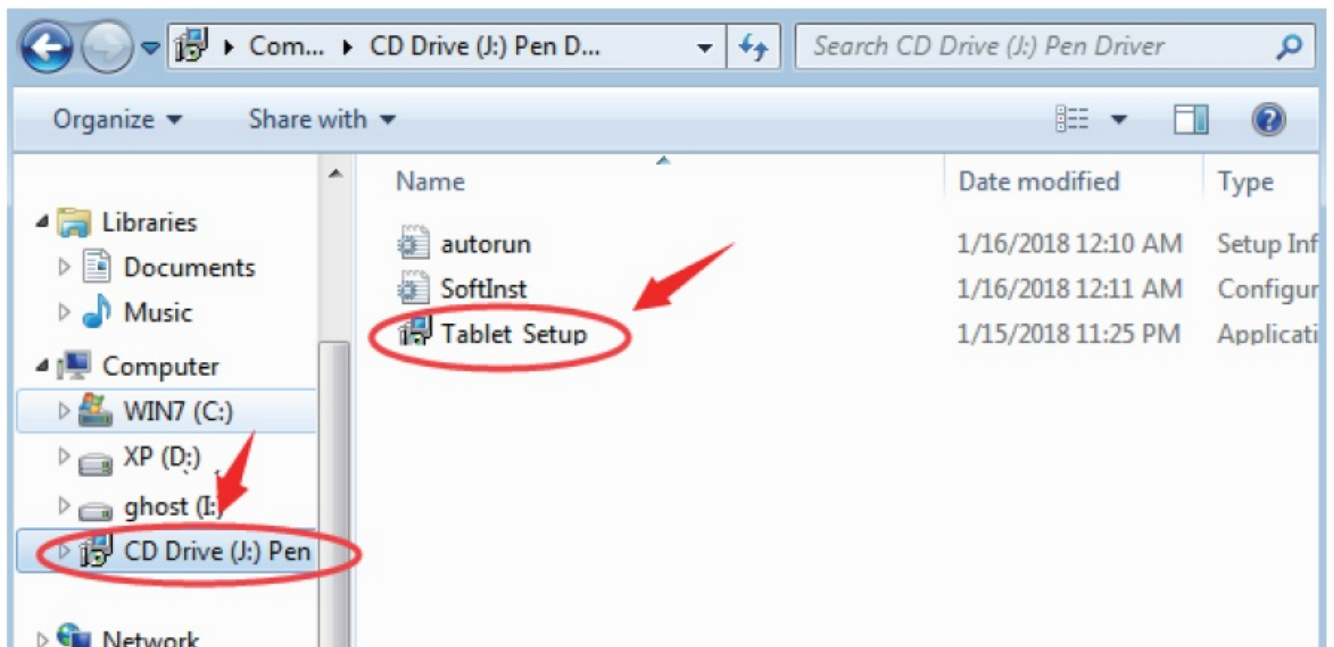 Com... CD Drive (J:) Pen D... Search CD Drive (J:) Pen Driver
Organize Share with
Name Date modified Type
Libraries
Documents
Music
Computer
WIN7 (C:)
XP (D:)
ghost (I:)
CD Drive (J:) Pen
Network
autorun 1/16/2018 12:10 AM Setup Inf
SoftInst 1/16/2018 12:11 AM Configur
Tablet Setup 1/15/2018 11:25 PM Applicati